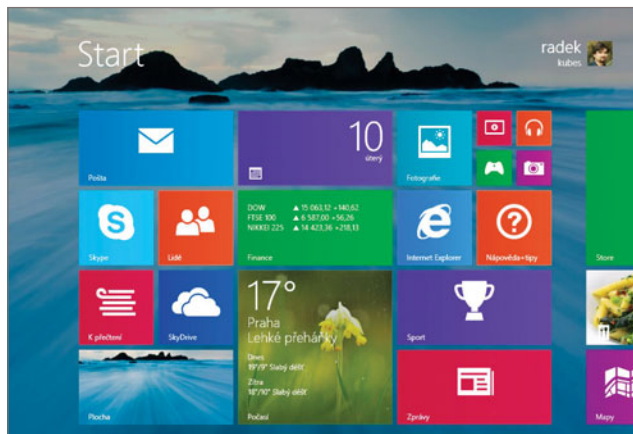 Start
radek
kubes
Pošta
10
úterý
Fotografie
Skype
Lidé
DOW ▲ 15 063,12 +140,62
FTSE 100 ▲ 6 587,00 +56,26
NIKKEI 225 ▲ 14 423,36 +218,13
Finance
Internet Explorer
Nápověda+tipy
Store
K přečtení
SkyDrive
17°
Praha
Lehké přeháňky
Dnes
19°/9° Slabý déšť
Zítra
18°/10° Slabý déšť
Počasí
Sport
Plocha
Zprávy
Mapy